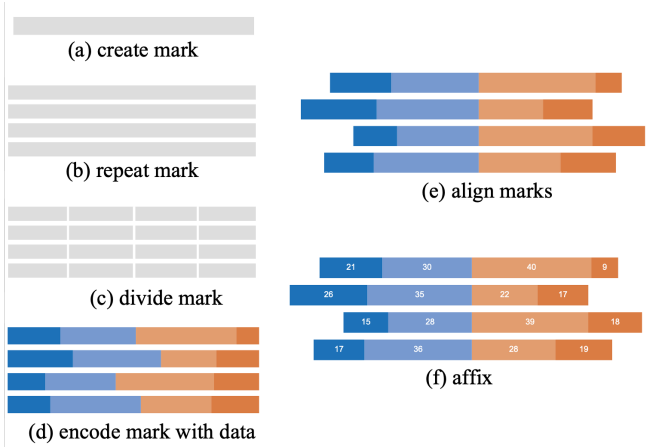 (a) create mark
(b) repeat mark
(c) divide mark
(d) encode mark with data
(e) align marks
21 30 40 9
26 35 22 17
15 28 39 18
17 36 28 19
(f) affix